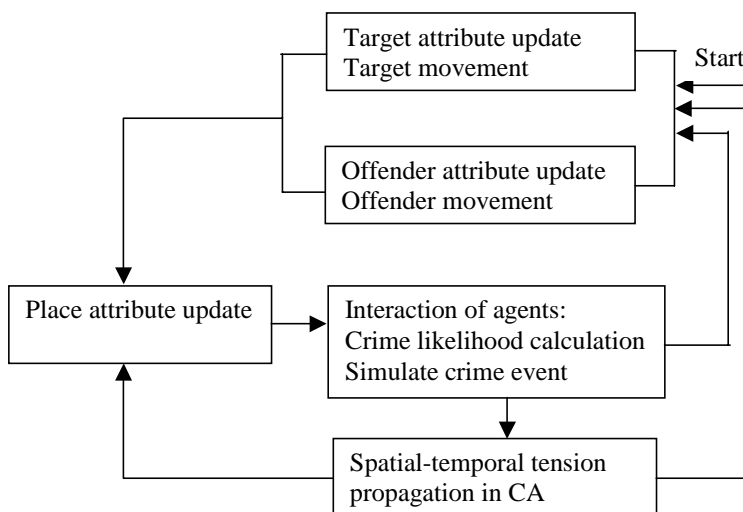 Target attribute update
Target movement
Start
Offender attribute update
Offender movement
Place attribute update
Interaction of agents:
Crime likelihood calculation
Simulate crime event
Spatial-temporal tension
propagation in CA